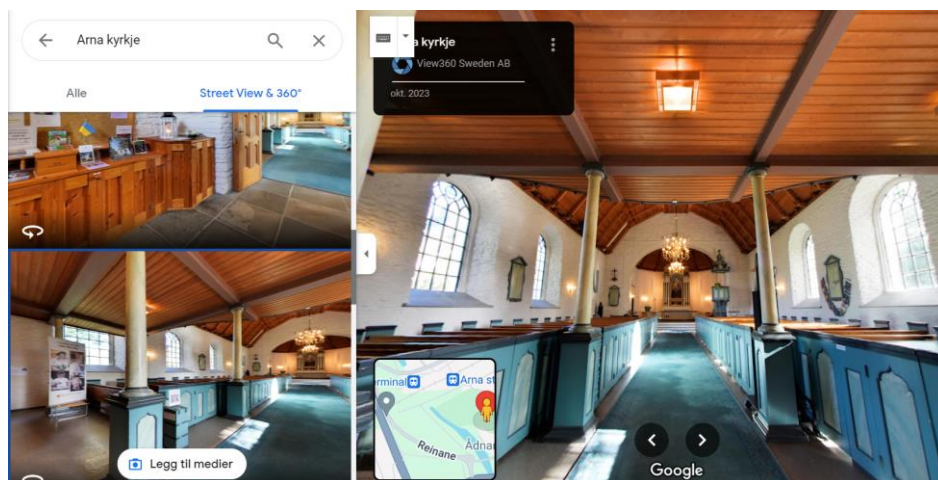 Arna kyrkje
Alle
Street View & 360°
Legg til medier
a kyrkje
View360 Sweden AB
okt. 2023
rminal
Arna st
Reinane
Ådna
Google